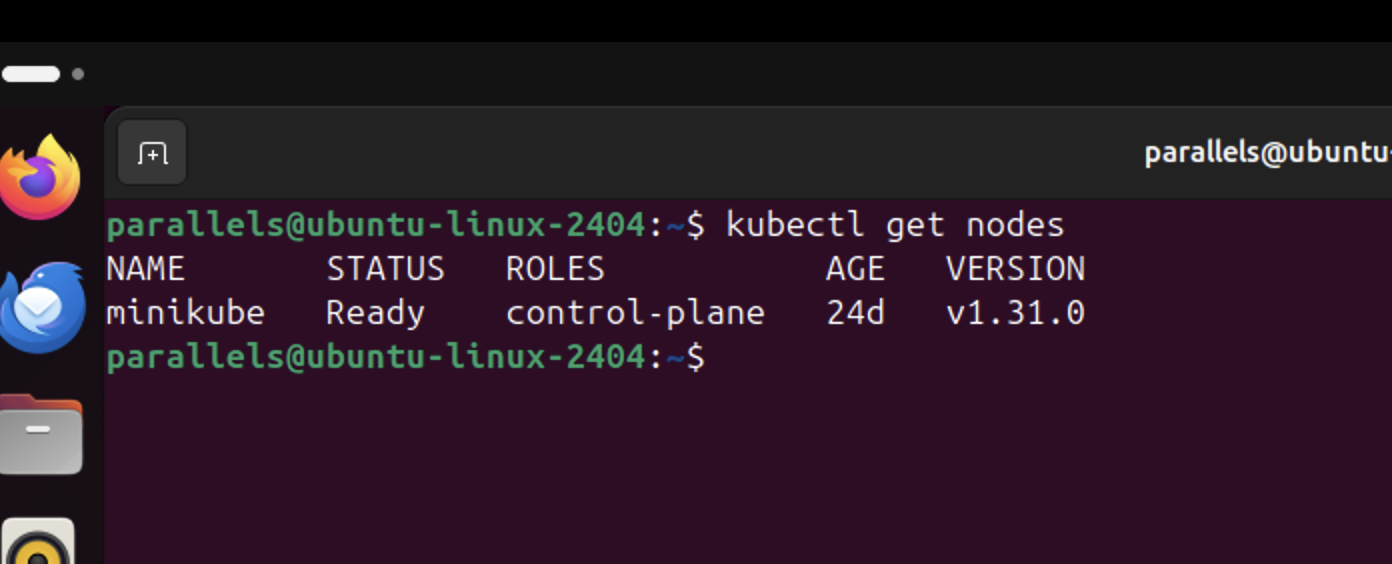 parallels@ubuntu-
parallels@ubuntu-linux-2404:~$ kubectl get nodes
NAME       STATUS   ROLES           AGE   VERSION
minikube   Ready    control-plane   24d   v1.31.0
parallels@ubuntu-linux-2404:~$